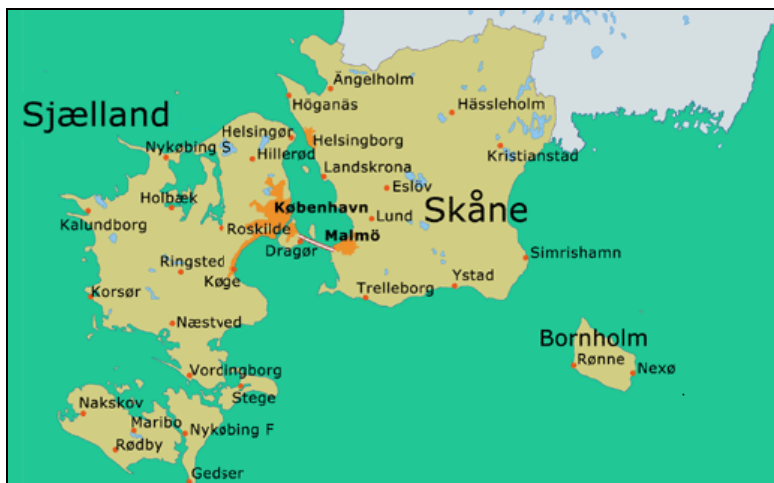 Ängelholm
Höganäs
Hässleholm
Sjælland
Helsingør
Helsingborg
Nykøbing S
Hillerød
Kristianstad
Landskrona
Eslöv
Holbæk
København
Skåne
Kalundborg
Lund
Roskilde
Malmö
Dragør
Ringsted
Simrishamn
Køge
Ystad
Korsør
Trelleborg
Næstved
Bornholm
Rønne
Nexø
Vordingborg
Stege
Nakskov
Maribo
Nykøbing F
Rødby
Gedser